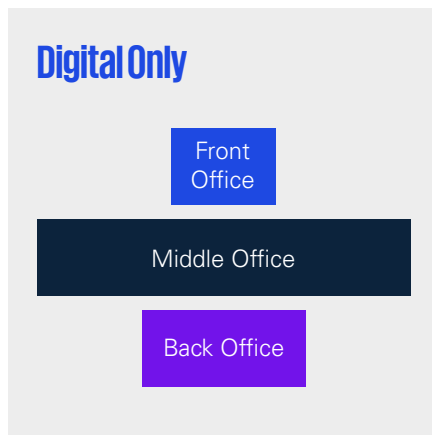 Digital Only
Front
Office
Middle Office
Back Office